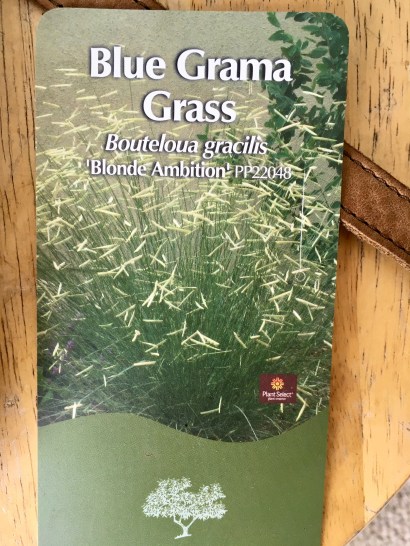 Blue Grama
Grass
Bouteloua gracilis
'Blonde Ambition' PP22048
Plant Select